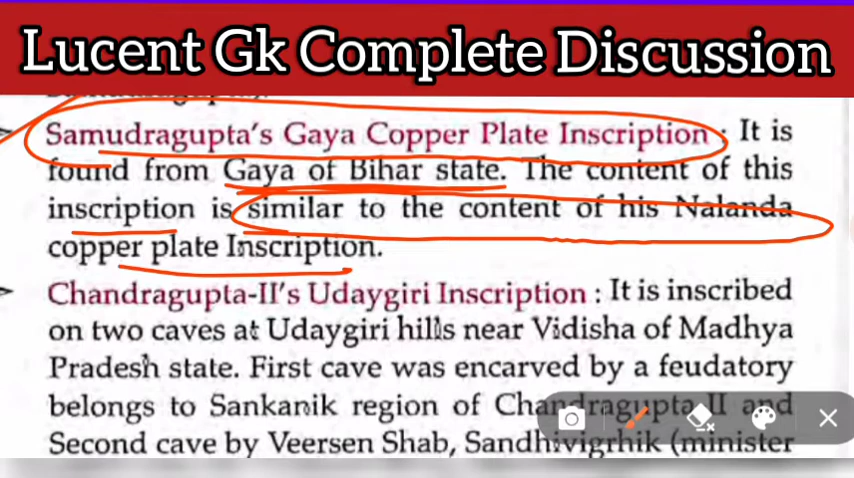 Lucent Gk Complete Discussion
Samudragupta's Gaya Copper Plate Inscription : It is
found from Gaya of Bihar state. The content of this
inscription is similar to the content of his Nalanda
copper plate Inscription.
Chandragupta-II's Udaygiri Inscription : It is inscribed
on two caves at Udaygiri hills near Vidisha of Madhya
Pradesh state. First cave was encarved by a feudatory
belongs to Sankanik region of Chandragupta II and
Second cave by Veersen Shab, Sandhivigrhik (minister